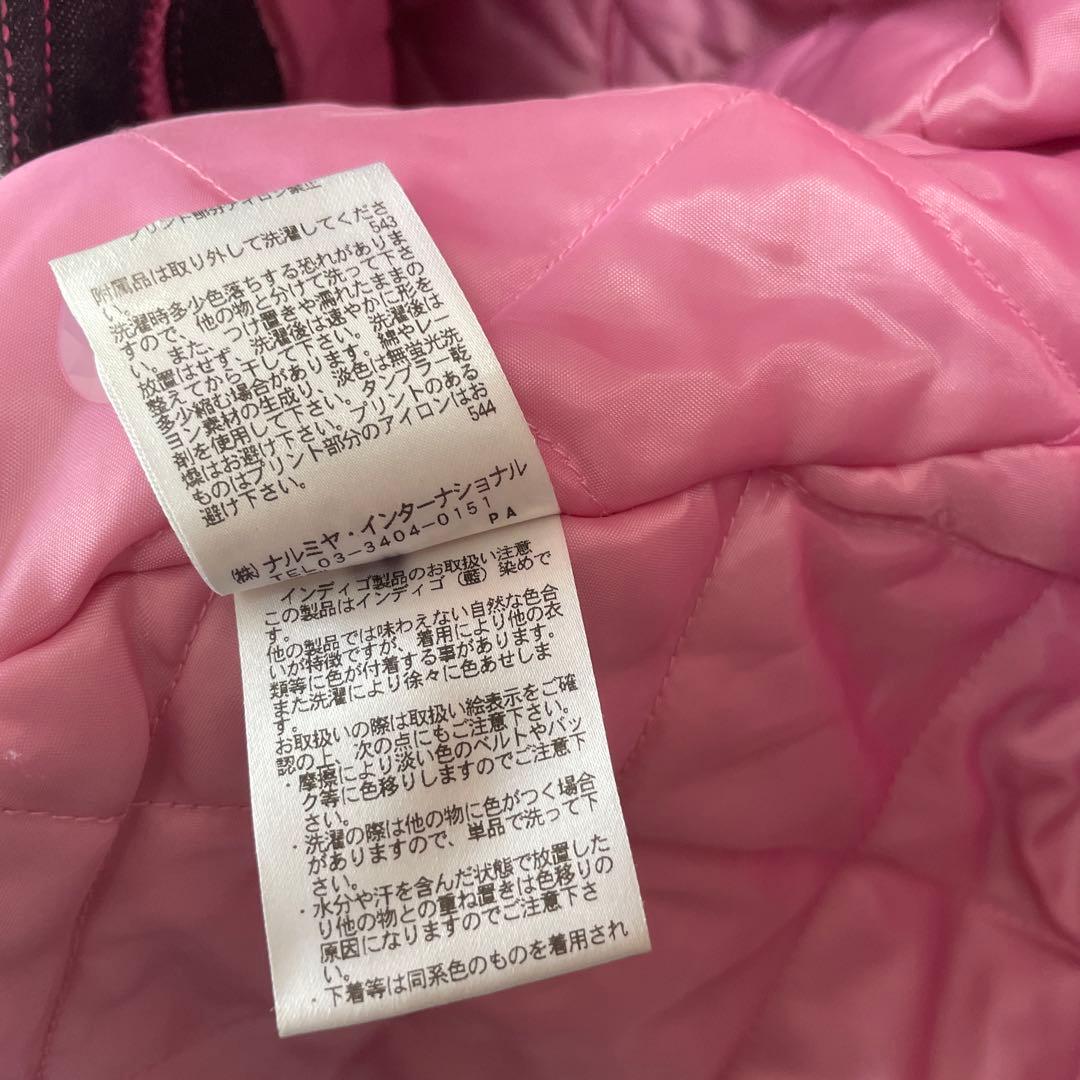 プリント部分アイロン禁止
附属品は取り外して洗濯してくださ
い。 543
洗濯時多少色落ちする恐れがありま
すので、他の物と分けて洗って下さ
い。また、つけ置きや濡れたままの
放置はせず、洗濯後は速やかに形を
整えてから干して下さい。洗濯後は
多少縮む場合があります。綿やレー
ヨン素材の生成り、淡色は無蛍光洗
剤を使用して下さい。タンブラー乾
燥はお避け下さい。プリントのある
ものはプリント部分のアイロンはお
避け下さい。 544
(株)ナルミヤ・インターナショナル
TEL03-3404-0151
PA
インディゴ製品のお取扱い注意
この製品はインディゴ(藍)染めで
す。
他の製品では味わえない自然な色合
いが特徴ですが、着用により他の衣
類等に色が付着する事があります。
また洗濯により徐々に色あせしま
す。
お取扱いの際は取扱い絵表示をご確
認の上、次の点にもご注意下さい。
・摩擦により淡い色のベルトやバッ
グ等に色移りしますのでご注意下
さい。
・洗濯の際は他の物に色がつく場合
がありますので、単品で洗って下
さい。
・水分や汗を含んだ状態で放置した
り他の物との重ね置きは色移りの
原因になりますのでご注意下さ
い。
・下着等は同系色のものを着用され